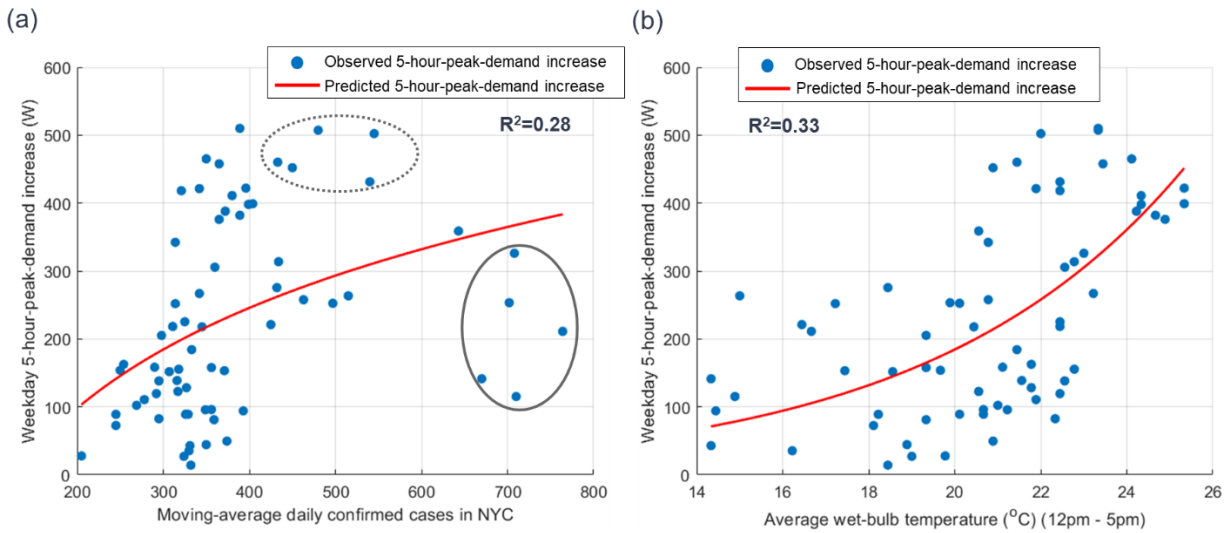 (a)
Observed 5-hour-peak-demand increase
Predicted 5-hour-peak-demand increase
R²=0.28
Weekday 5-hour-peak-demand increase (W)
600
500
400
300
200
100
0
200 300 400 500 600 700 800
Moving-average daily confirmed cases in NYC
(b)
Observed 5-hour-peak-demand increase
Predicted 5-hour-peak-demand increase
R²=0.33
Weekday 5-hour-peak-demand increase (W)
600
500
400
300
200
100
0
14 16 18 20 22 24 26
Average wet-bulb temperature (°C) (12pm - 5pm)